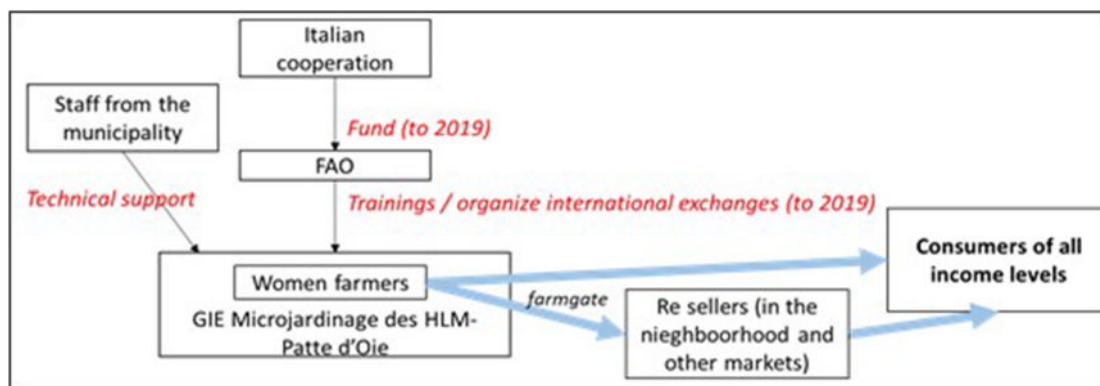 Italian
cooperation
Staff from the
municipality
Fund (to 2019)
FAO
Technical support
Trainings / organize international exchanges (to 2019)
Consumers of all
income levels
Women farmers
farmgate
GIE Microjardinage des HLM-
Patte d'Oie
Re sellers (in the
nieghboorhood and
other markets)